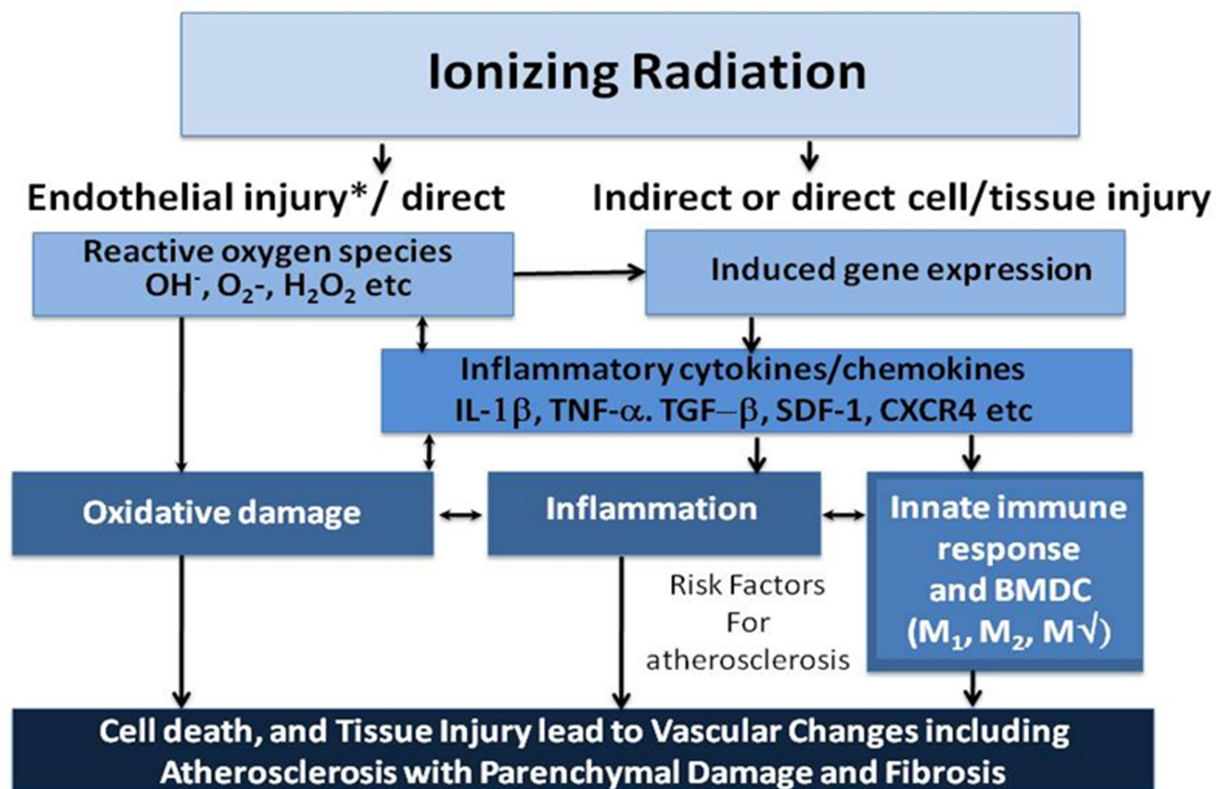 Ionizing Radiation
Endothelial injury*/ direct
Indirect or direct cell/tissue injury
Reactive oxygen species
OH⁻, O₂-, H₂O₂ etc
Induced gene expression
Inflammatory cytokines/chemokines
IL-1β, TNF-α. TGF–β, SDF-1, CXCR4 etc
Oxidative damage
Inflammation
Innate immune
response
and BMDC
(M₁, M₂, M√)
Risk Factors
For
atherosclerosis
Cell death, and Tissue Injury lead to Vascular Changes including
Atherosclerosis with Parenchymal Damage and Fibrosis